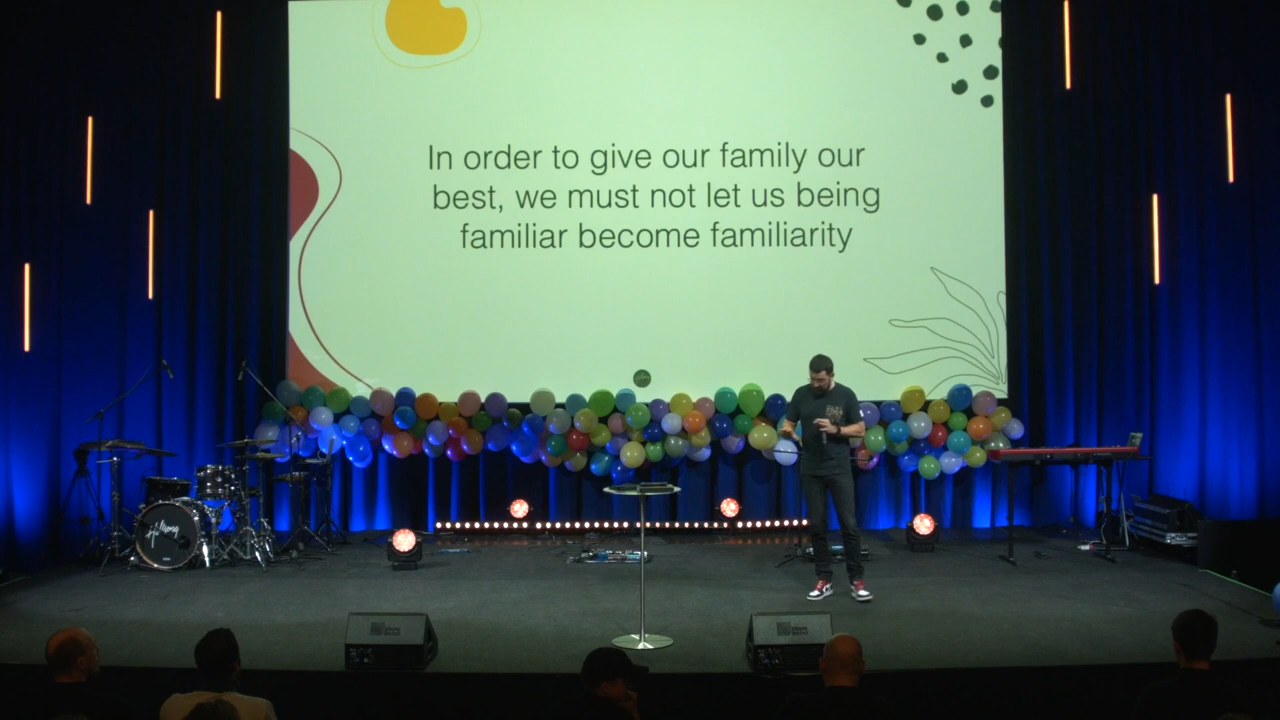 In order to give our family our
best, we must not let us being
familiar become familiarity